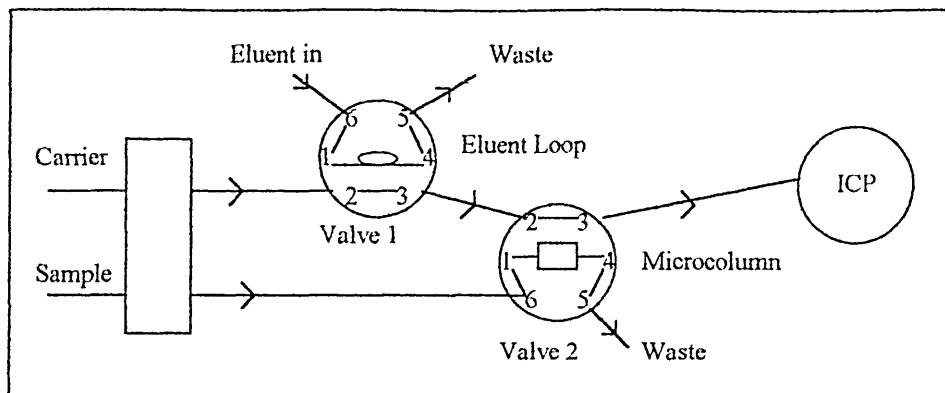 Eluent in Waste
6 5
Eluent Loop
1 4
Carrier
2 3
ICP
Valve 1
2 3
Sample
1 4
Microcolumn
6 5
Valve 2
Waste